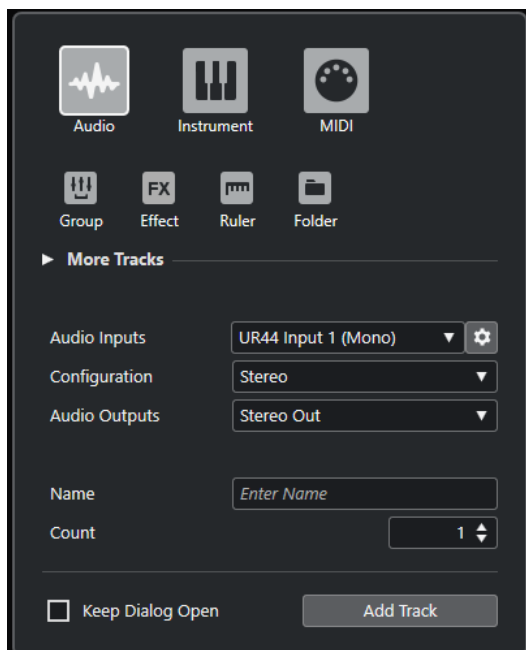 Audio Instrument MIDI
FX
Group Effect Ruler Folder
More Tracks
Audio Inputs UR44 Input 1 (Mono)
Configuration Stereo
Audio Outputs Stereo Out
Name Enter Name
Count 1
Keep Dialog Open Add Track